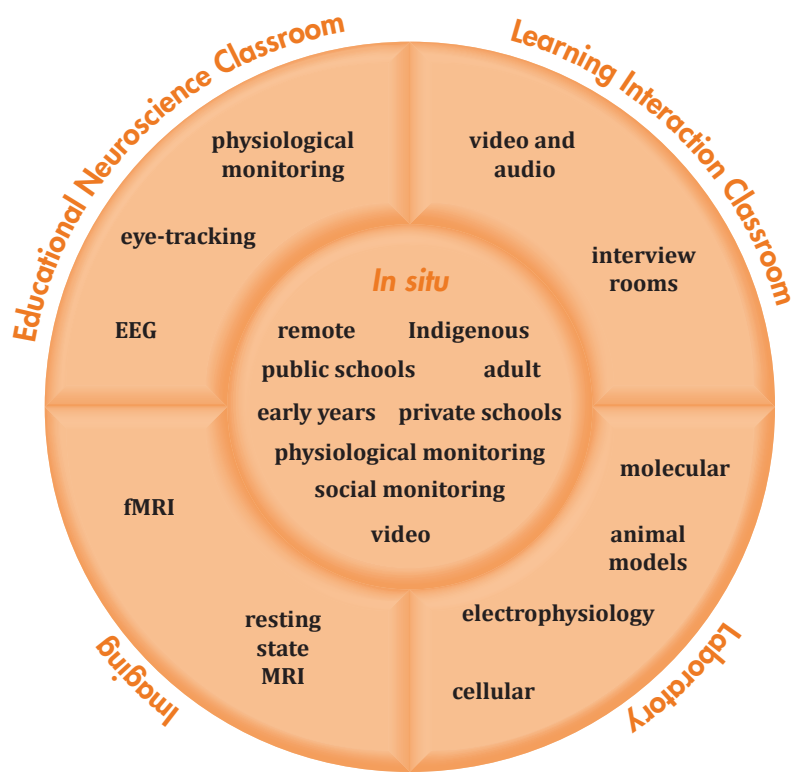 Educational Neuroscience Classroom
Learning Interaction Classroom
physiological
monitoring
eye-tracking
EEG
video and
audio
interview
rooms
In situ
remote Indigenous
public schools adult
early years private schools
physiological monitoring
social monitoring
video
fMRI
resting
state
MRI
Imaging
molecular
animal
models
electrophysiology
cellular
Laboratory